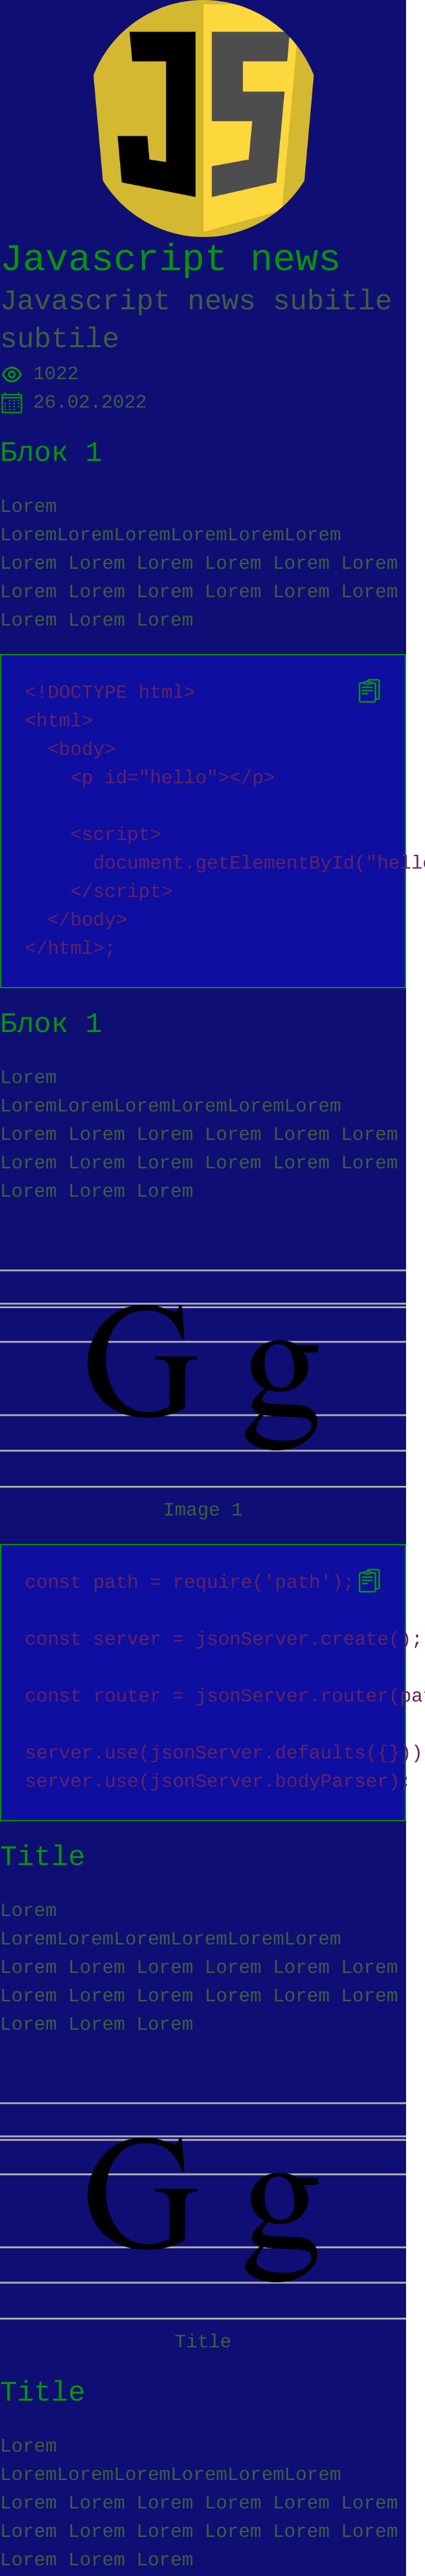 JS
Javascript news
Javascript news subitle
subtile
1022
26.02.2022
Блок 1
Lorem
LoremLoremLoremLoremLoremLorem
Lorem Lorem Lorem Lorem Lorem Lorem
Lorem Lorem Lorem Lorem Lorem Lorem
Lorem Lorem Lorem
<!DOCTYPE html>
<html>
  <body>
    <p id="hello"></p>
    <script>
      document.getElementById("hello
    </script>
  </body>
</html>;
Блок 1
Lorem
LoremLoremLoremLoremLoremLorem
Lorem Lorem Lorem Lorem Lorem Lorem
Lorem Lorem Lorem Lorem Lorem Lorem
Lorem Lorem Lorem
G g
Image 1
const path = require('path');
const server = jsonServer.create();
const router = jsonServer.router(pat
server.use(jsonServer.defaults({}))
server.use(jsonServer.bodyParser);
Title
Lorem
LoremLoremLoremLoremLoremLorem
Lorem Lorem Lorem Lorem Lorem Lorem
Lorem Lorem Lorem Lorem Lorem Lorem
Lorem Lorem Lorem
G g
Title
Title
Lorem
LoremLoremLoremLoremLoremLorem
Lorem Lorem Lorem Lorem Lorem Lorem
Lorem Lorem Lorem Lorem Lorem Lorem
Lorem Lorem Lorem